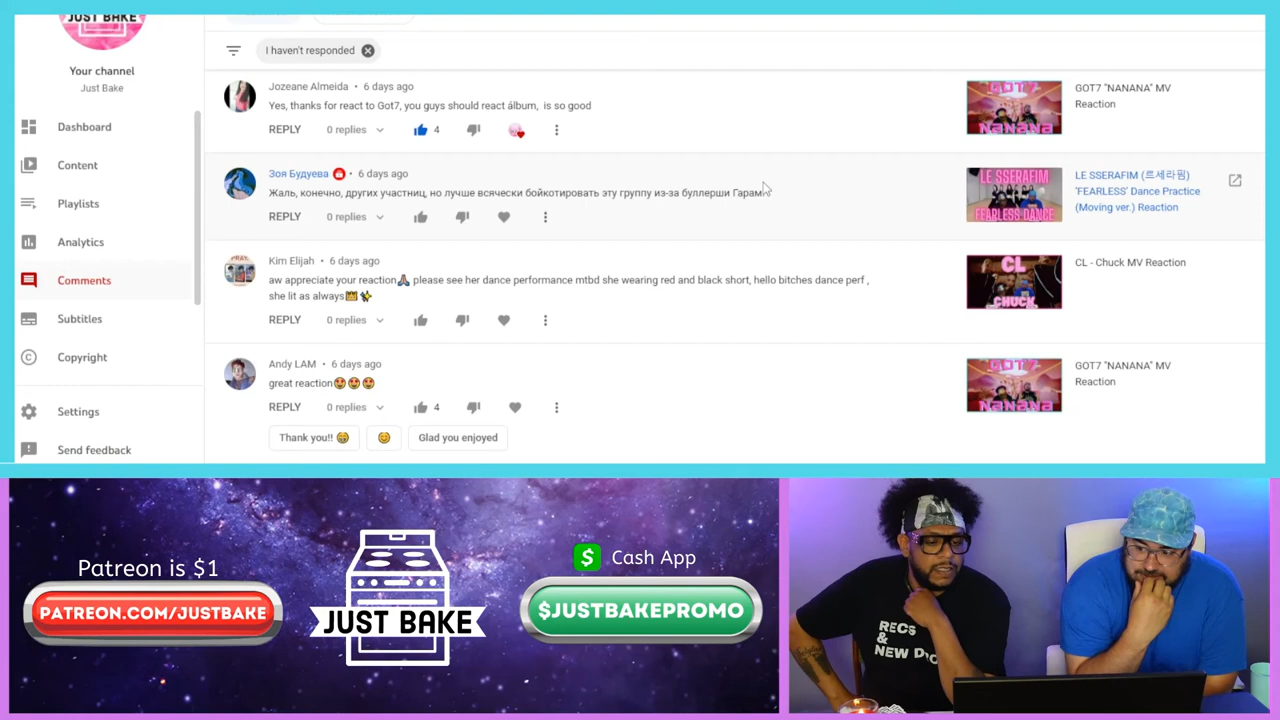 JUST BAKE
I haven't responded
Your channel
Just Bake
Dashboard
Content
Playlists
Analytics
Comments
Subtitles
Copyright
Settings
Send feedback
Jozeane Almeida • 6 days ago
Yes, thanks for react to Got7, you guys should react álbum, is so good
REPLY 0 replies 4
GOT7 "NANANA" MV
Reaction
GOT7
NANANA
Зоя Будуева • 6 days ago
Жаль, конечно, других участниц, но лучше всячески бойкотировать эту группу из-за буллерши Гарам.
REPLY 0 replies
LE SSERAFIM (르세라핌)
'FEARLESS' Dance Practice
(Moving ver.) Reaction
LE SSERAFIM
FEARLESS DANCE
Kim Elijah • 6 days ago
aw appreciate your reaction🙏🏽 please see her dance performance mtbd she wearing red and black short, hello bitches dance perf ,
she lit as always👑✨
REPLY 0 replies
CL - Chuck MV Reaction
CL
CHUCK
Andy LAM • 6 days ago
great reaction😍😍😍
REPLY 0 replies 4
GOT7 "NANANA" MV
Reaction
GOT7
NANANA
Thank you!! 😁 😊 Glad you enjoyed
Patreon is $1
PATREON.COM/JUSTBAKE
JUST BAKE
$ Cash App
$JUSTBAKEPROMO
RECS
&
NEW